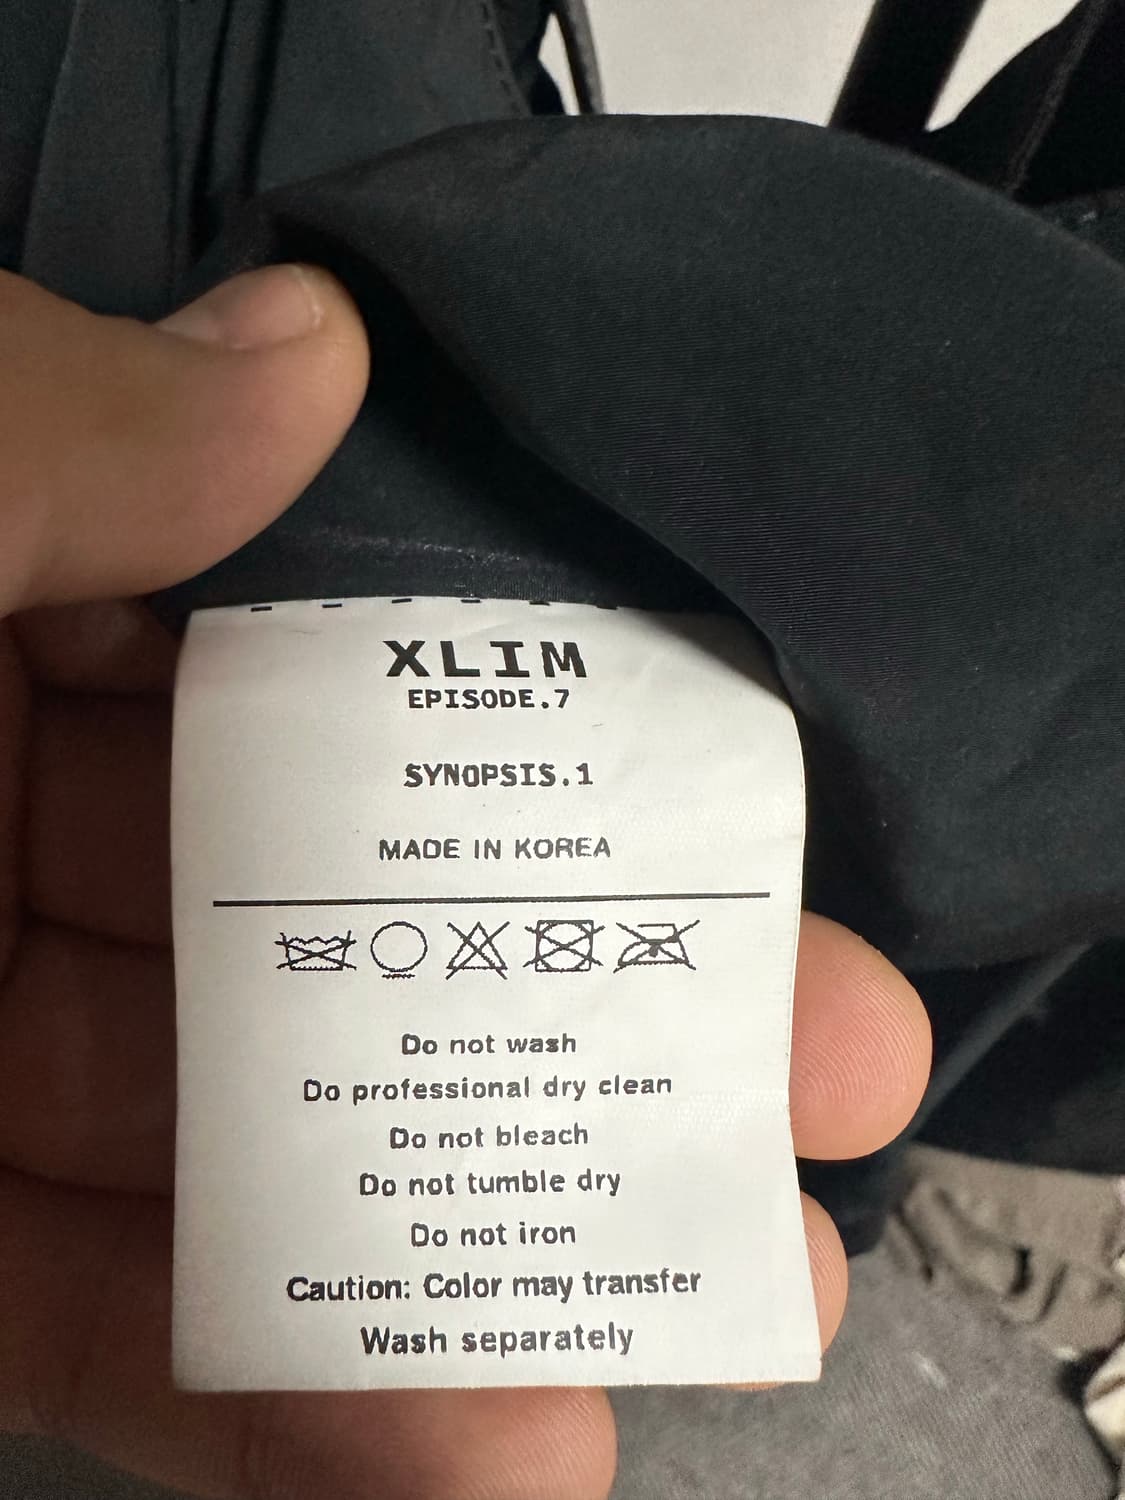 XLIM
EPISODE.7
SYNOPSIS.1
MADE IN KOREA
Do not wash
Do professional dry clean
Do not bleach
Do not tumble dry
Do not iron
Caution: Color may transfer
Wash separately